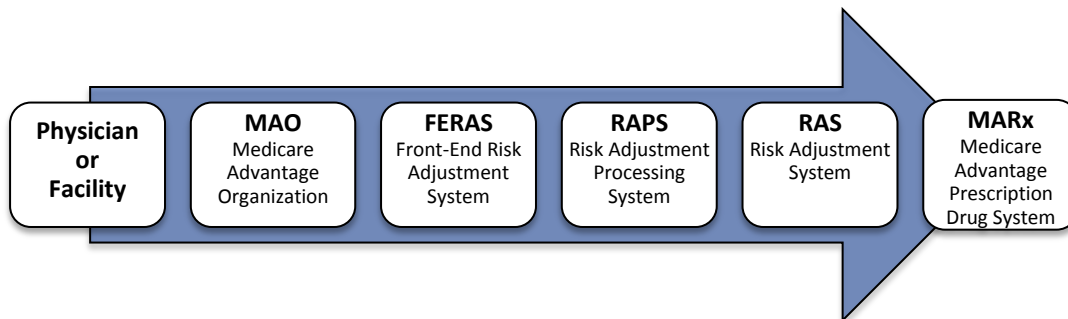 Physician
or
Facility
MAO
Medicare
Advantage
Organization
FERAS
Front-End Risk
Adjustment
System
RAPS
Risk Adjustment
Processing
System
RAS
Risk Adjustment
System
MARx
Medicare
Advantage
Prescription
Drug System